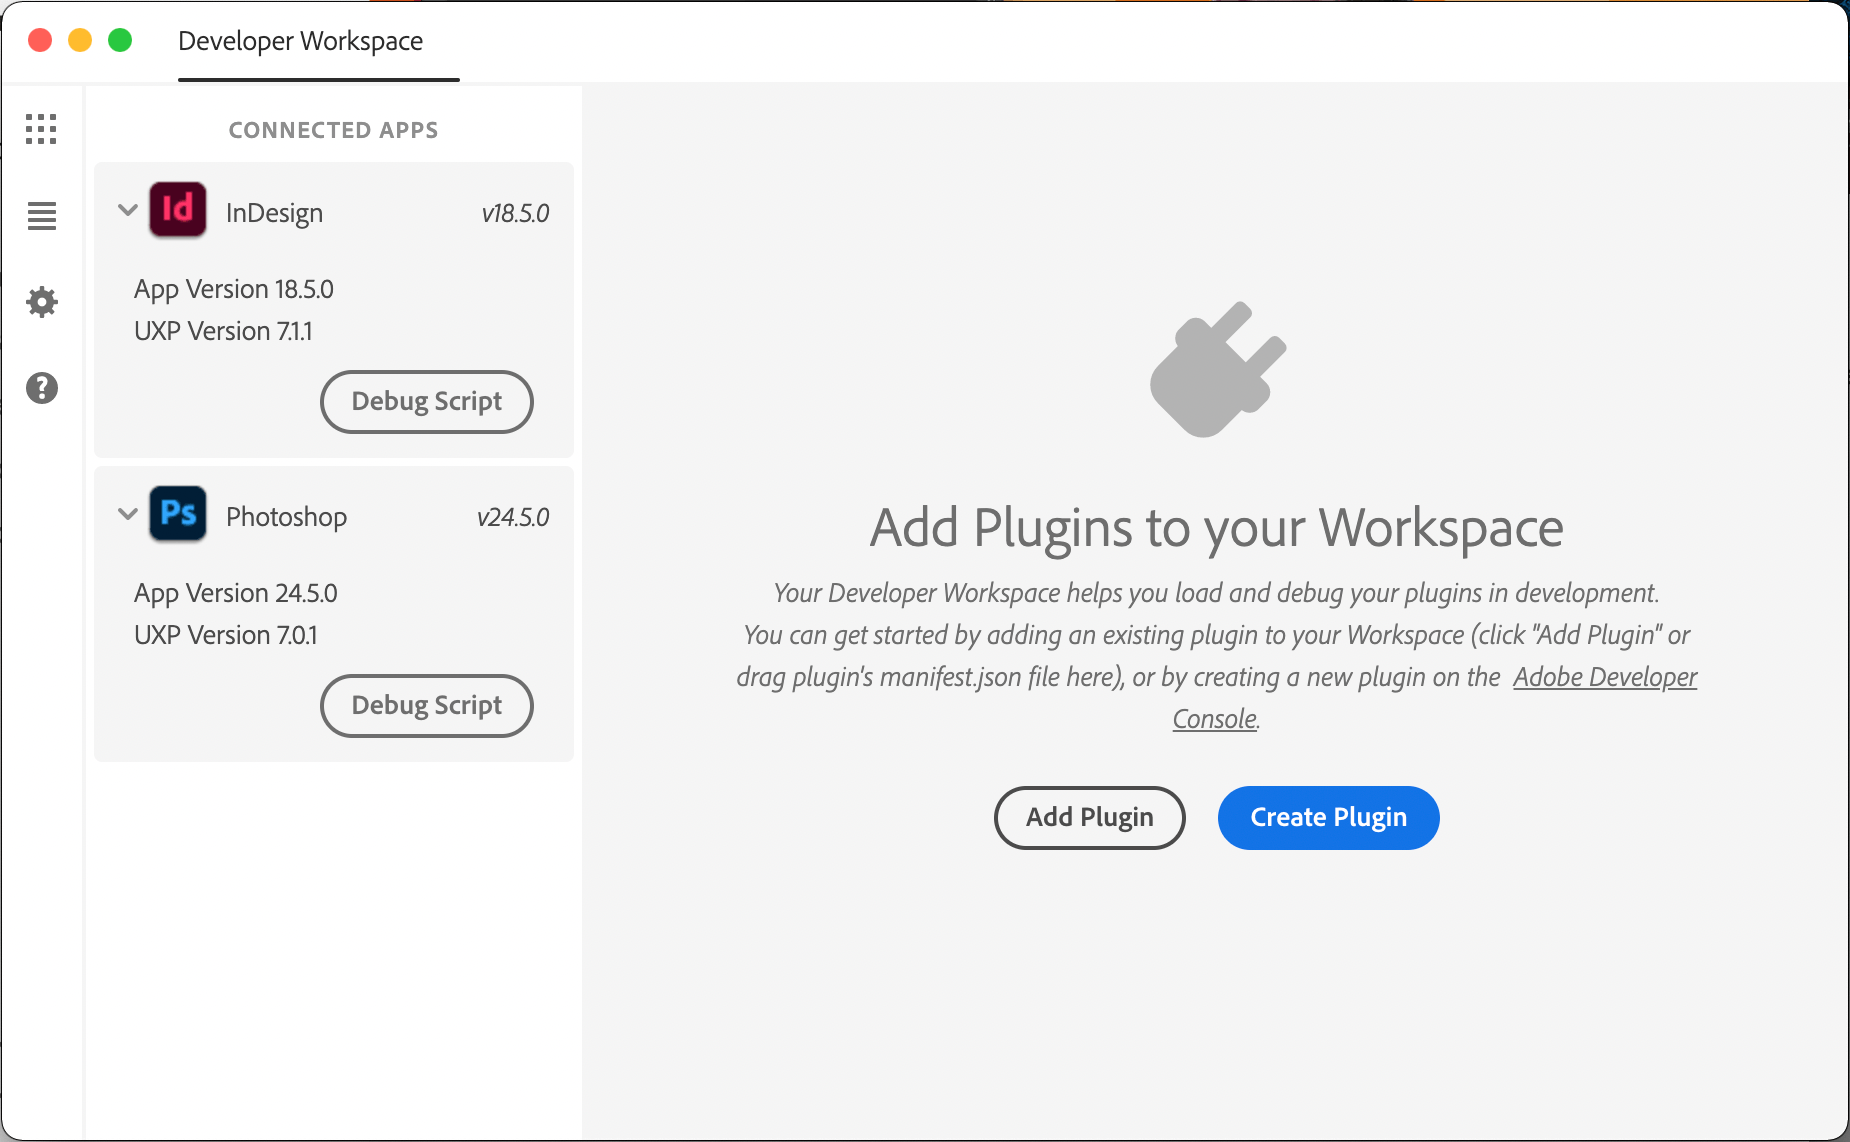 Developer Workspace
CONNECTED APPS
Id InDesign v18.5.0
App Version 18.5.0
UXP Version 7.1.1
Debug Script
Ps Photoshop v24.5.0
App Version 24.5.0
UXP Version 7.0.1
Debug Script
Add Plugins to your Workspace
Your Developer Workspace helps you load and debug your plugins in development.
You can get started by adding an existing plugin to your Workspace (click "Add Plugin" or
drag plugin's manifest.json file here), or by creating a new plugin on the Adobe Developer
Console.
Add Plugin Create Plugin